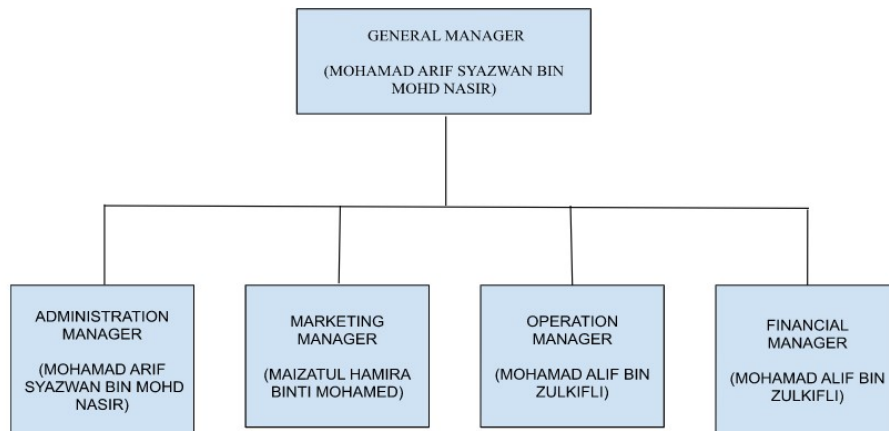 GENERAL MANAGER
(MOHAMAD ARIF SYAZWAN BIN
MOHD NASIR)
ADMINISTRATION
MANAGER
(MOHAMAD ARIF
SYAZWAN BIN MOHD
NASIR)
MARKETING
MANAGER
(MAIZATUL HAMIRA
BINTI MOHAMED)
OPERATION
MANAGER
(MOHAMAD ALIF BIN
ZULKIFLI)
FINANCIAL
MANAGER
(MOHAMAD ALIF BIN
ZULKIFLI)